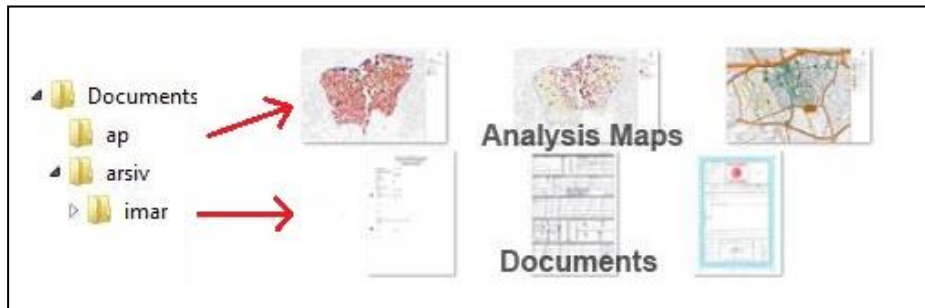 Documents
ap
arsiv
imar
Analysis Maps
Documents